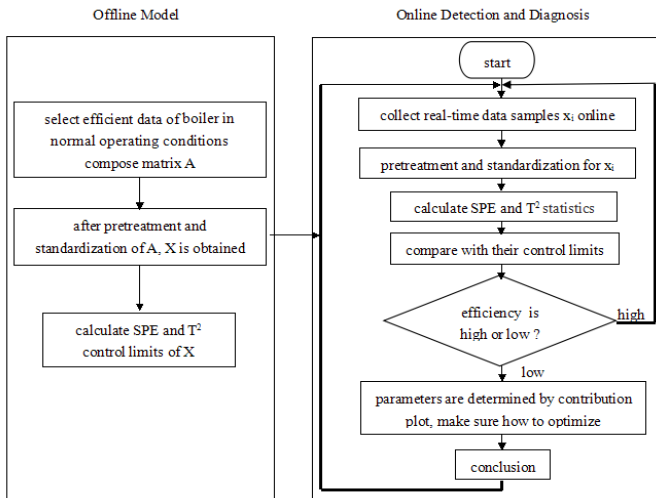 Offline Model
select efficient data of boiler in
normal operating conditions
compose matrix A
after pretreatment and
standardization of A, X is obtained
calculate SPE and T²
control limits of X
Online Detection and Diagnosis
start
collect real-time data samples xᵢ online
pretreatment and standardization for xᵢ
calculate SPE and T² statistics
compare with their control limits
efficiency is
high or low ?
high
low
parameters are determined by contribution
plot, make sure how to optimize
conclusion